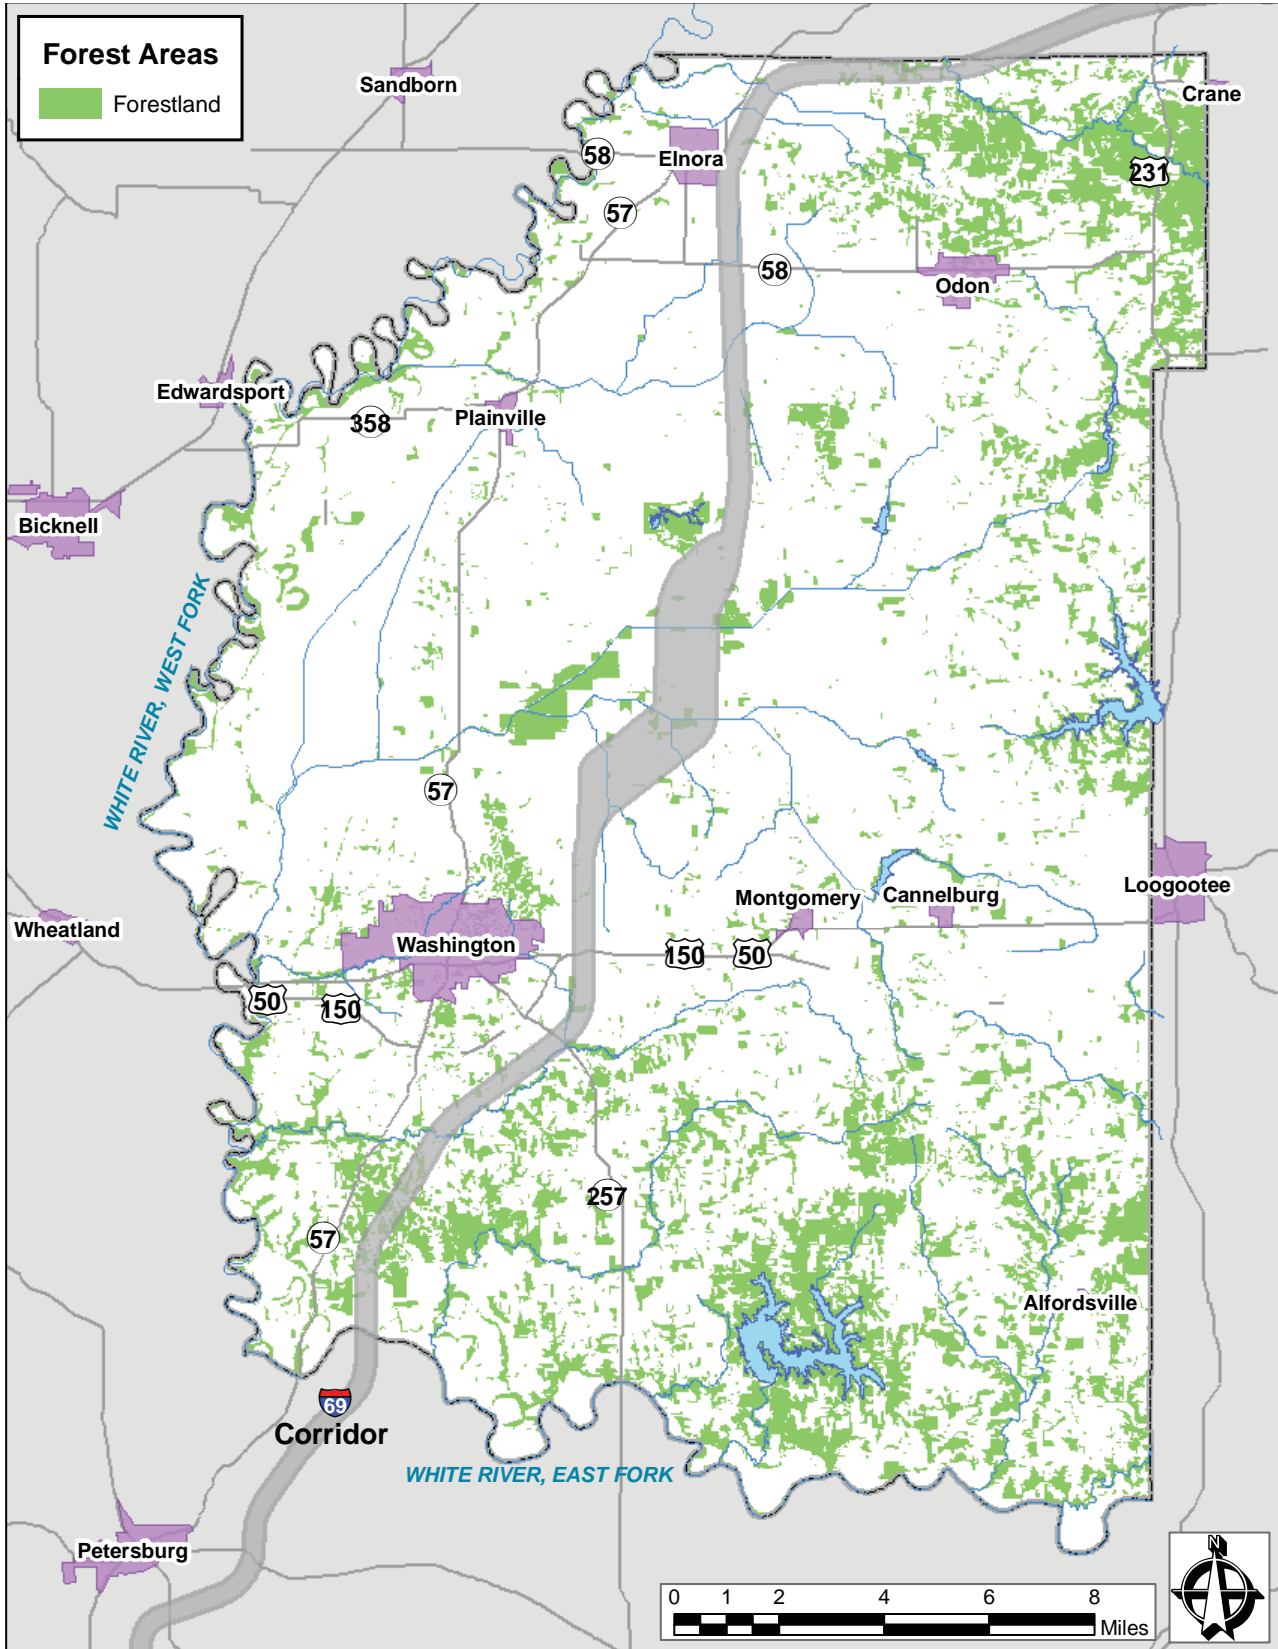 Forest Areas
Forestland
Sandborn
Crane
58
Elnora
231
57
58
Odon
Edwardsport
358
Plainville
Bicknell
WHITE RIVER, WEST FORK
57
Loogootee
Montgomery
Cannelburg
Wheatland
Washington
150
50
50
150
257
57
Alfordsville
69
Corridor
WHITE RIVER, EAST FORK
Petersburg
N
0 1 2 4 6 8
Miles